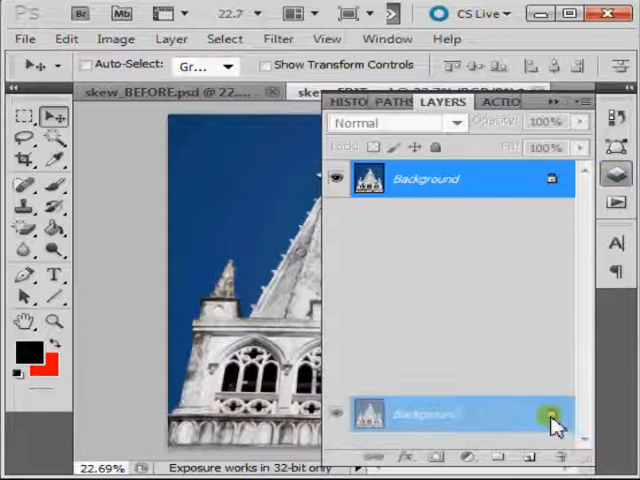 Ps Br Mb 22.7 CS Live
File Edit Image Layer Select Filter View Window Help
Auto-Select: Gr... Show Transform Controls
skew_BEFORE.psd @ 22....
HISTO PATHS LAYERS ACTIO
Normal Opacity: 100%
Lock: Fill: 100%
Background
T
A
Background
22.69% Exposure works in 32-bit only